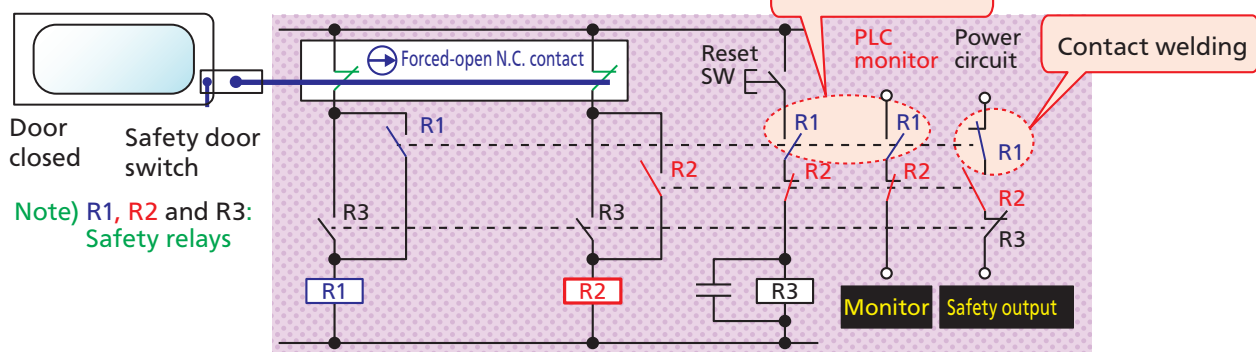 Forced-open N.C. contact
Reset
SW
PLC
monitor
Power
circuit
Contact welding
Door
closed
Safety door
switch
Note) R1, R2 and R3:
Safety relays
R1
R1
R1
R1
R2
R2
R2
R2
R3
R3
R3
R1
R2
R3
Monitor
Safety output